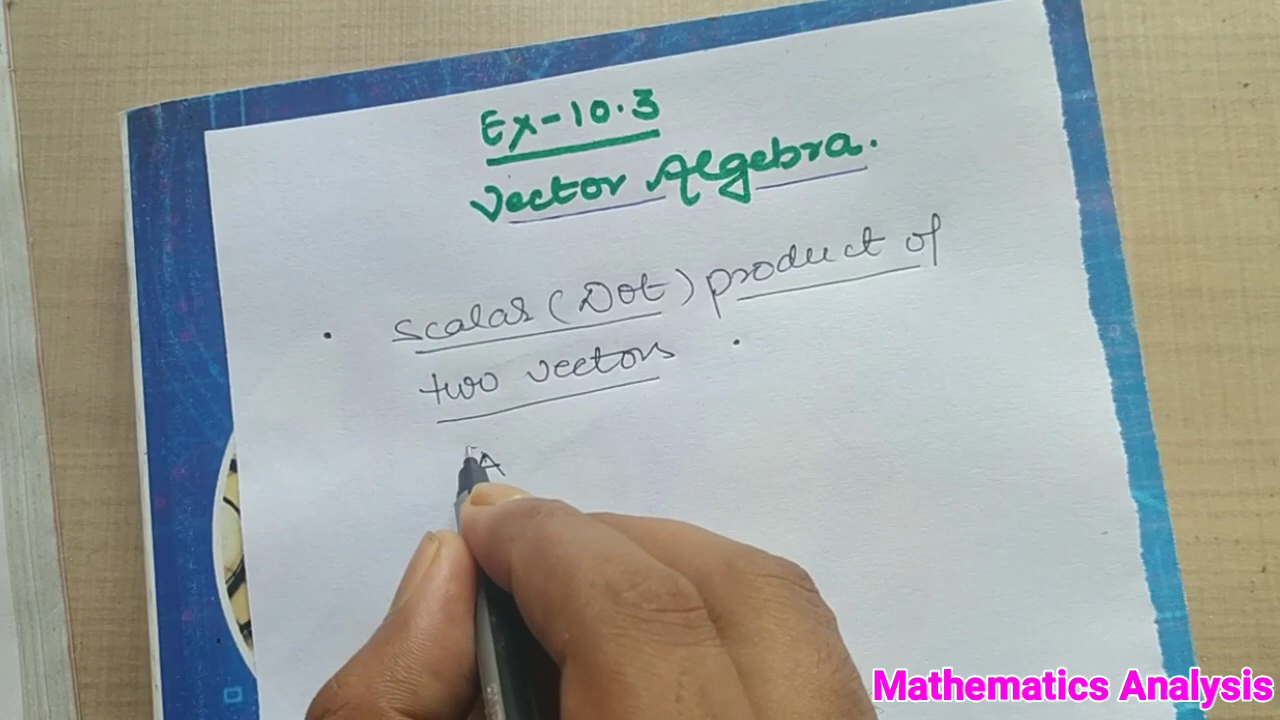 Ex-10.3
Vector Algebra.
• Scalar (Dot) product of
two vectors .
A
Mathematics Analysis